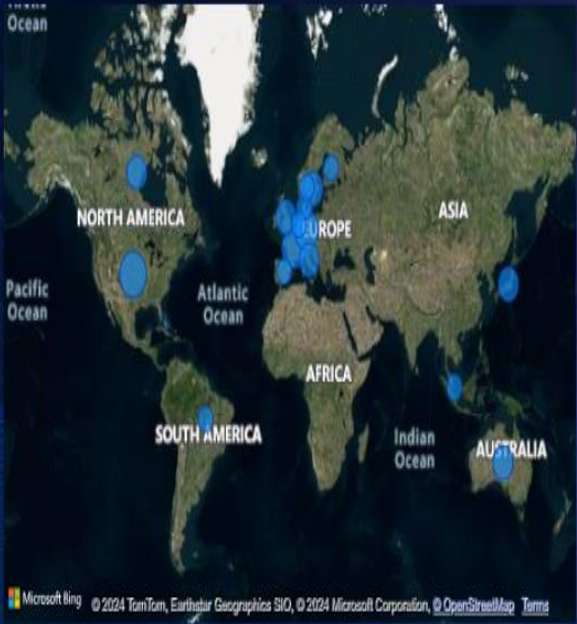 Ocean
NORTH AMERICA
EUROPE
ASIA
Pacific
Ocean
Atlantic
Ocean
AFRICA
SOUTH AMERICA
Indian
Ocean
AUSTRALIA
Microsoft Bing
© 2024 TomTom, Earthstar Geographics SIO, © 2024 Microsoft Corporation, © OpenStreetMap Terms